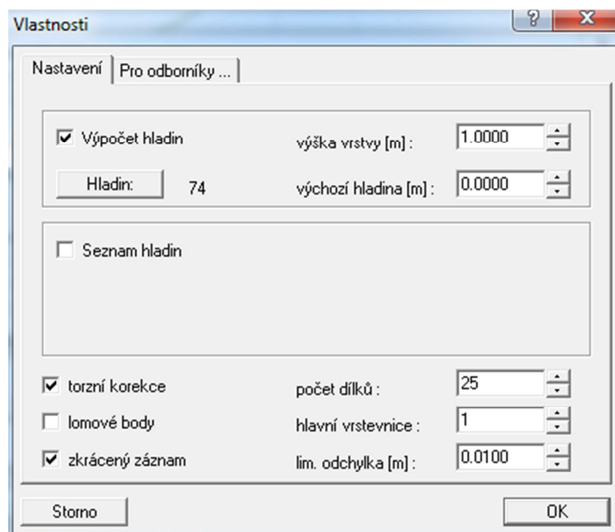 Vlastnosti
Nastavení Pro odborníky ...
Výpočet hladin výška vrstvy [m] : 1.0000
Hladin: 74 výchozí hladina [m] : 0.0000
Seznam hladin
torzní korekce počet dílků : 25
lomové body hlavní vrstevnice : 1
zkrácený záznam lim. odchylka [m] : 0.0100
Storno OK